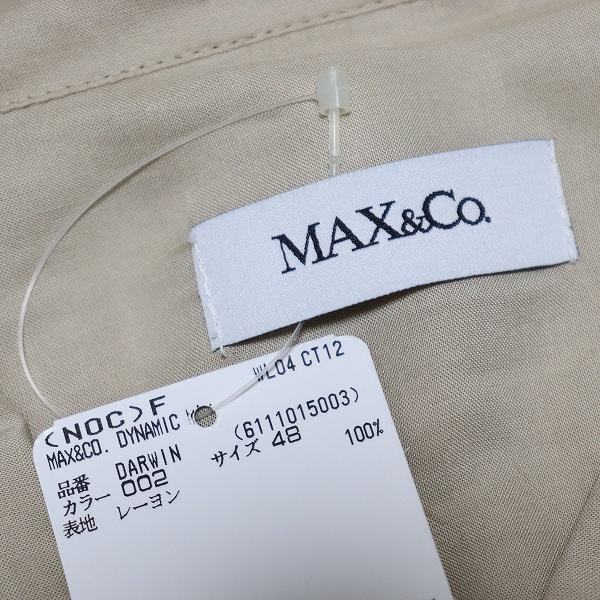 MAX&Co.
(NOC)F WL04 CT12
MAX&CO. DYNAMIC
品番 DARWIN (6111015003)
カラー 002 サイズ 48
表地 レーヨン 100%